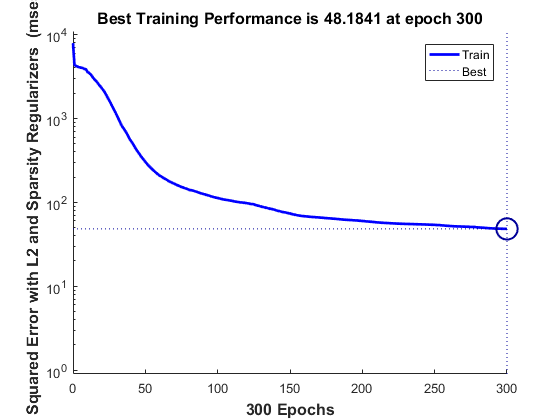 Best Training Performance is 48.1841 at epoch 300
Squared Error with L2 and Sparsity Regularizers (mse
10^4
10^3
10^2
10^1
10^0
Train
Best
0 50 100 150 200 250 300
300 Epochs